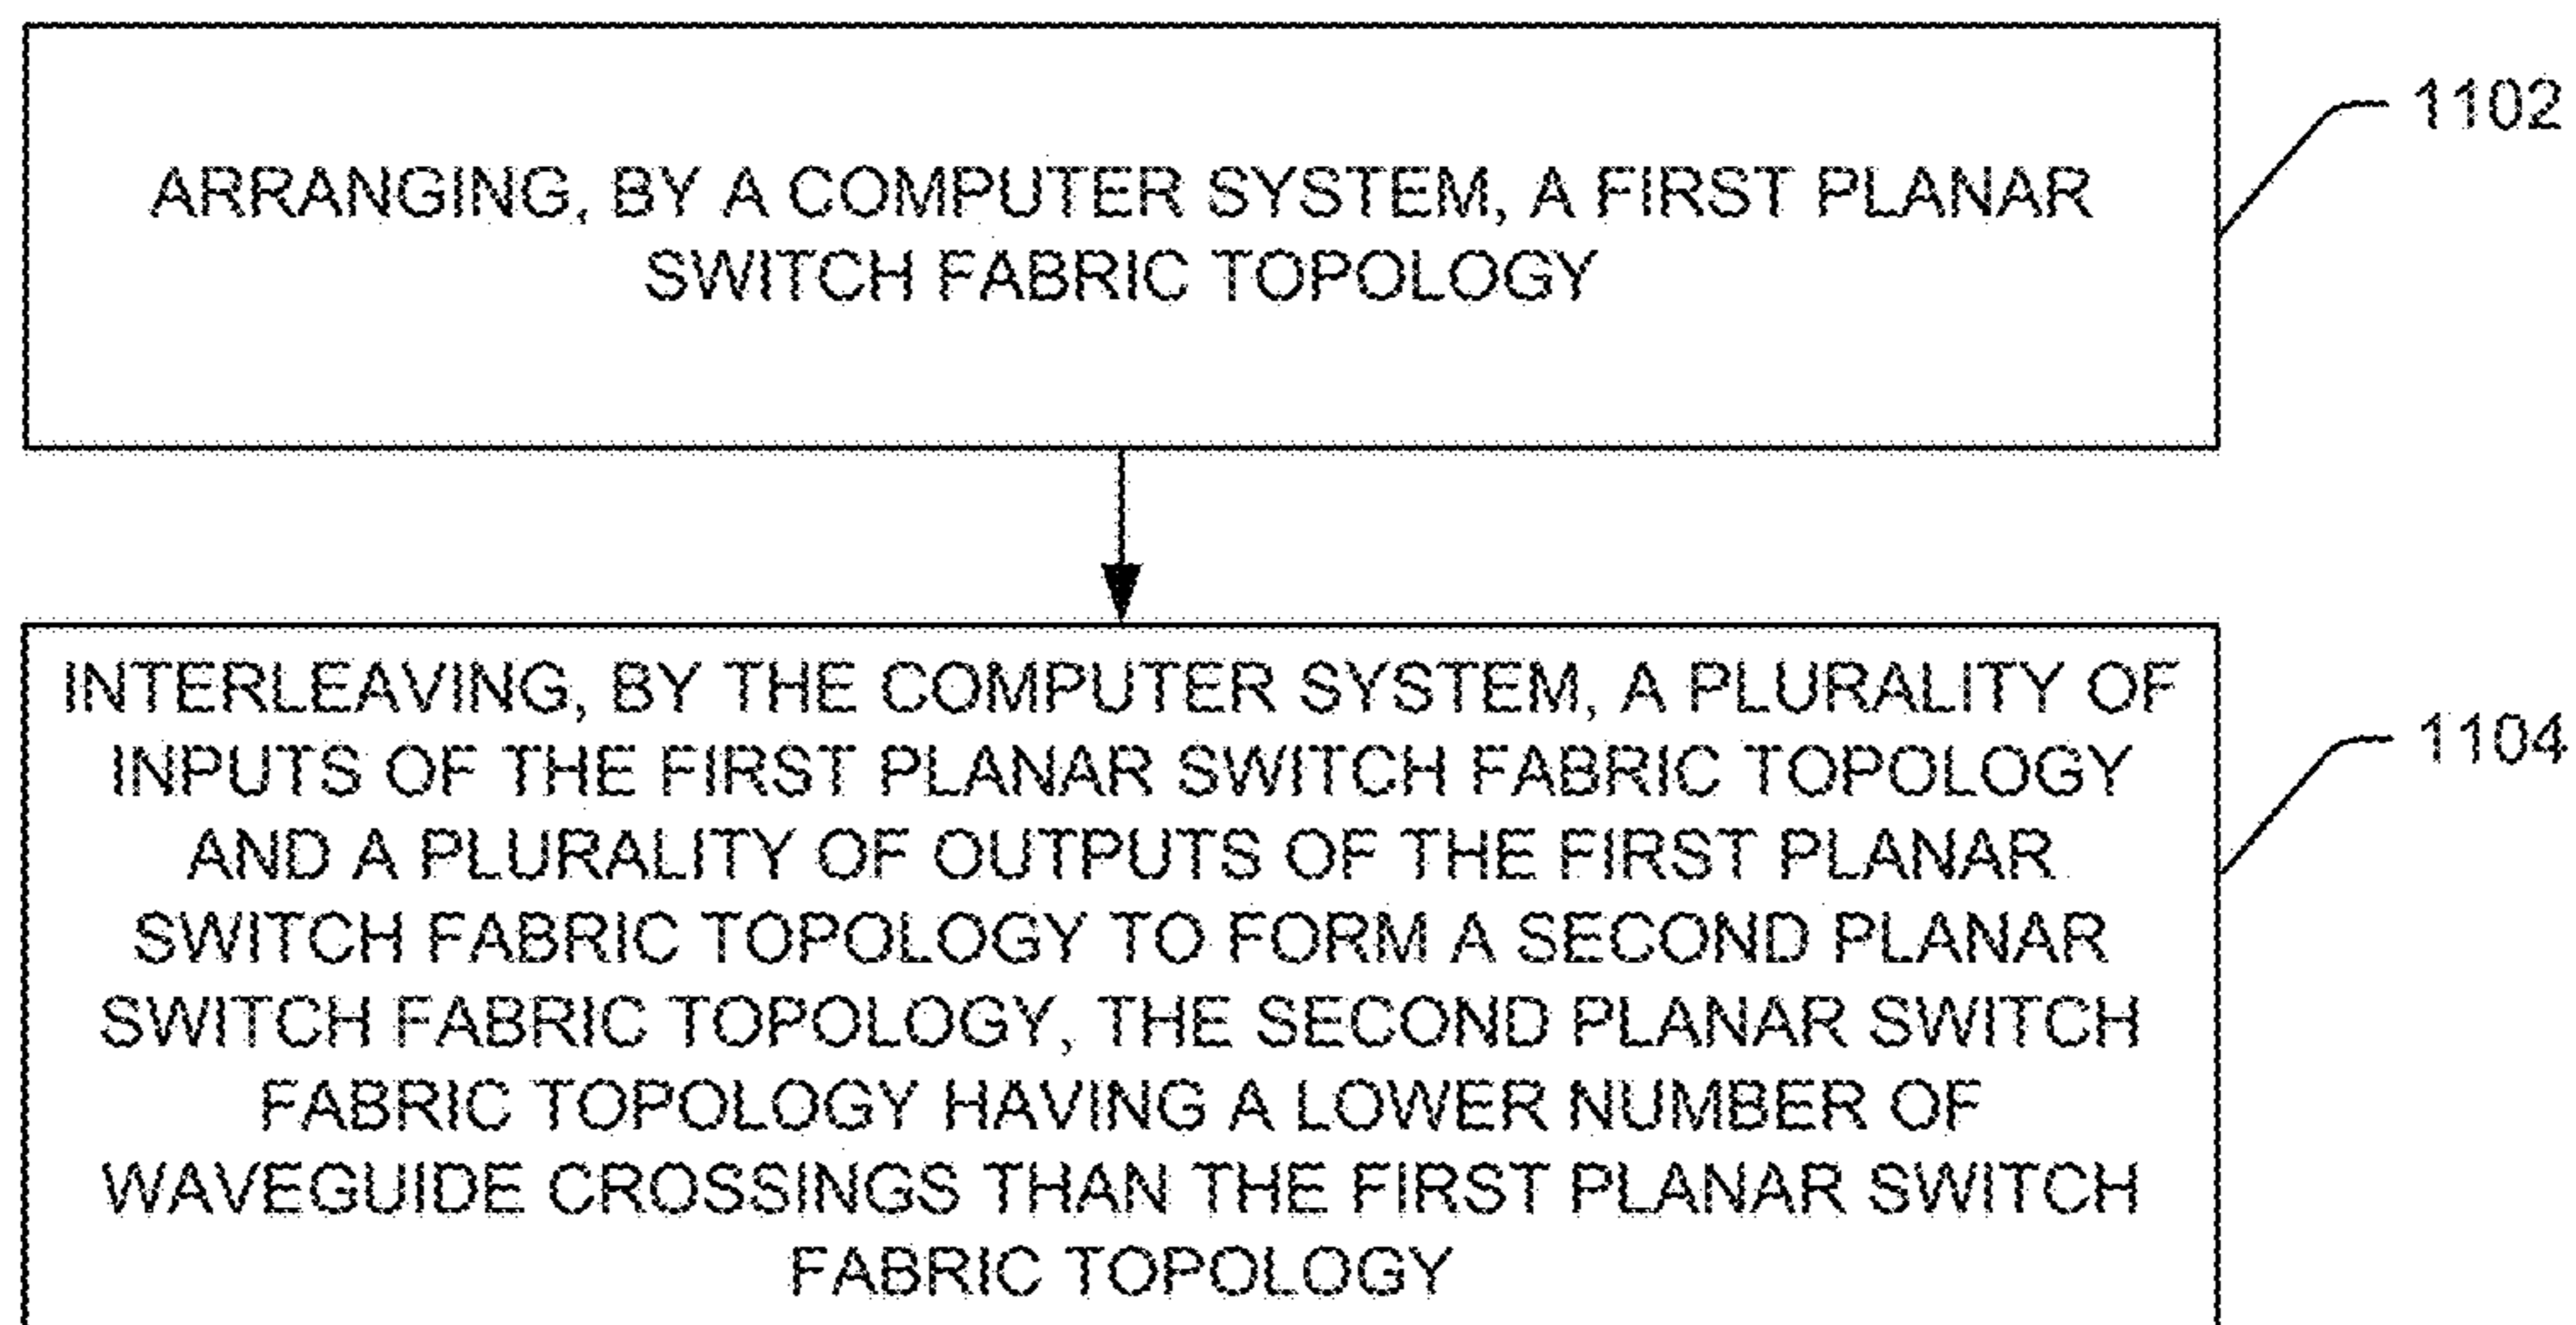 ARRANGING, BY A COMPUTER SYSTEM, A FIRST PLANAR
SWITCH FABRIC TOPOLOGY
1102
INTERLEAVING, BY THE COMPUTER SYSTEM, A PLURALITY OF
INPUTS OF THE FIRST PLANAR SWITCH FABRIC TOPOLOGY
AND A PLURALITY OF OUTPUTS OF THE FIRST PLANAR
SWITCH FABRIC TOPOLOGY TO FORM A SECOND PLANAR
SWITCH FABRIC TOPOLOGY, THE SECOND PLANAR SWITCH
FABRIC TOPOLOGY HAVING A LOWER NUMBER OF
WAVEGUIDE CROSSINGS THAN THE FIRST PLANAR SWITCH
FABRIC TOPOLOGY
1104